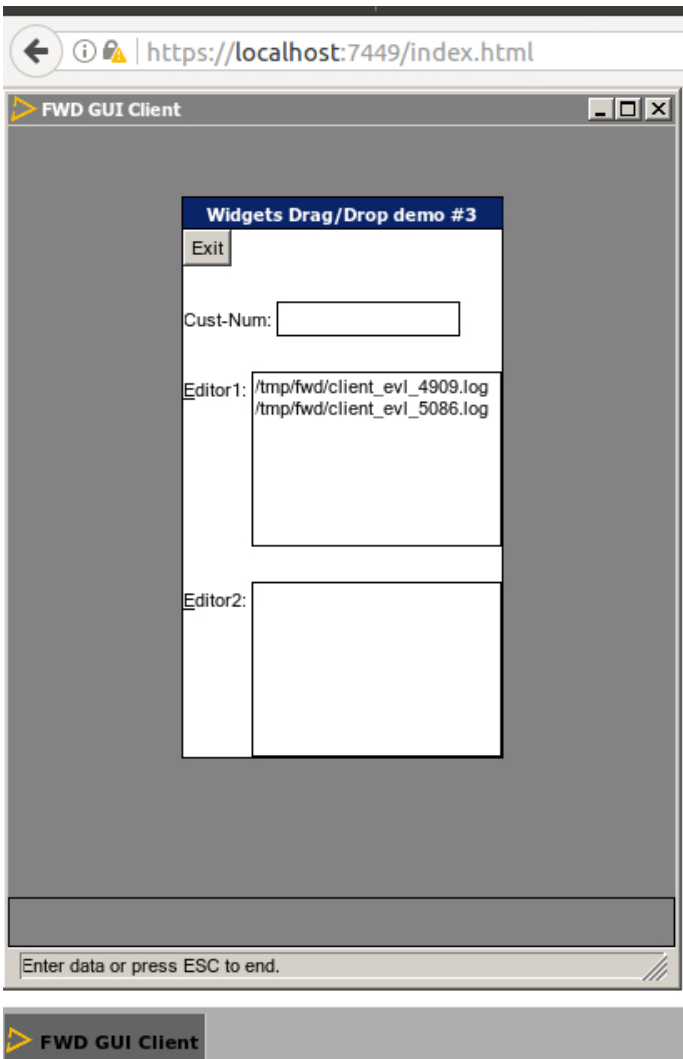 https://localhost:7449/index.html
FWD GUI Client
Widgets Drag/Drop demo #3
Exit
Cust-Num:
Editor1:
/tmp/fwd/client_evl_4909.log
/tmp/fwd/client_evl_5086.log
Editor2:
Enter data or press ESC to end.
FWD GUI Client